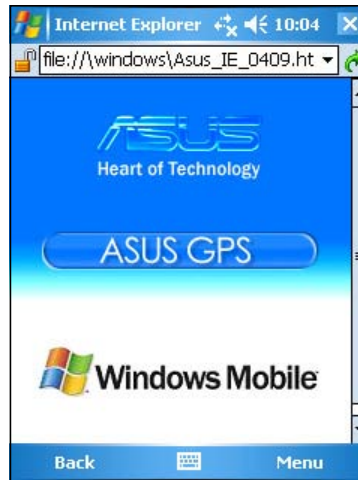 Internet Explorer 10:04
file://\windows\Asus_IE_0409.ht
ASUS
Heart of Technology
ASUS GPS
Windows Mobile
Back Menu